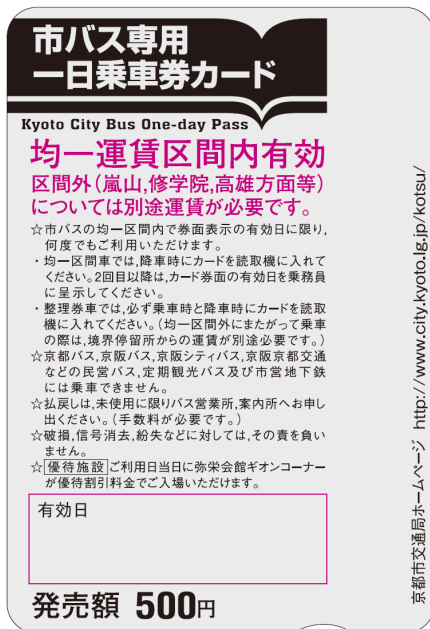 市バス専用
一日乗車券カード
Kyoto City Bus One-day Pass
均一運賃区間内有効
区間外(嵐山,修学院,高雄方面等)
については別途運賃が必要です。
☆市バスの均一区間内で券面表示の有効日に限り,
何度でもご利用いただけます。
・均一区間車では,降車時にカードを読取機に入れて
ください。2回目以降は,カード券面の有効日を乗務員
に呈示してください。
・整理券車では,必ず乗車時と降車時にカードを読取
機に入れてください。(均一区間外にまたがって乗車
の際は,境界停留所からの運賃が別途必要です。)
☆京都バス,京阪バス,京阪シティバス,京阪京都交通
などの民営バス,定期観光バス及び市営地下鉄
には乗車できません。
☆払戻しは,未使用に限りバス営業所,案内所へお申し
出ください。(手数料が必要です。)
☆破損,信号消去,紛失などに対しては,その責を負い
ません。
☆優待施設ご利用日当日に弥栄会館ギオンコーナー
が優待割引料金でご入場いただけます。
有効日
発売額 500円
京都市交通局ホームページ http://www.city.kyoto.lg.jp/kotsu/